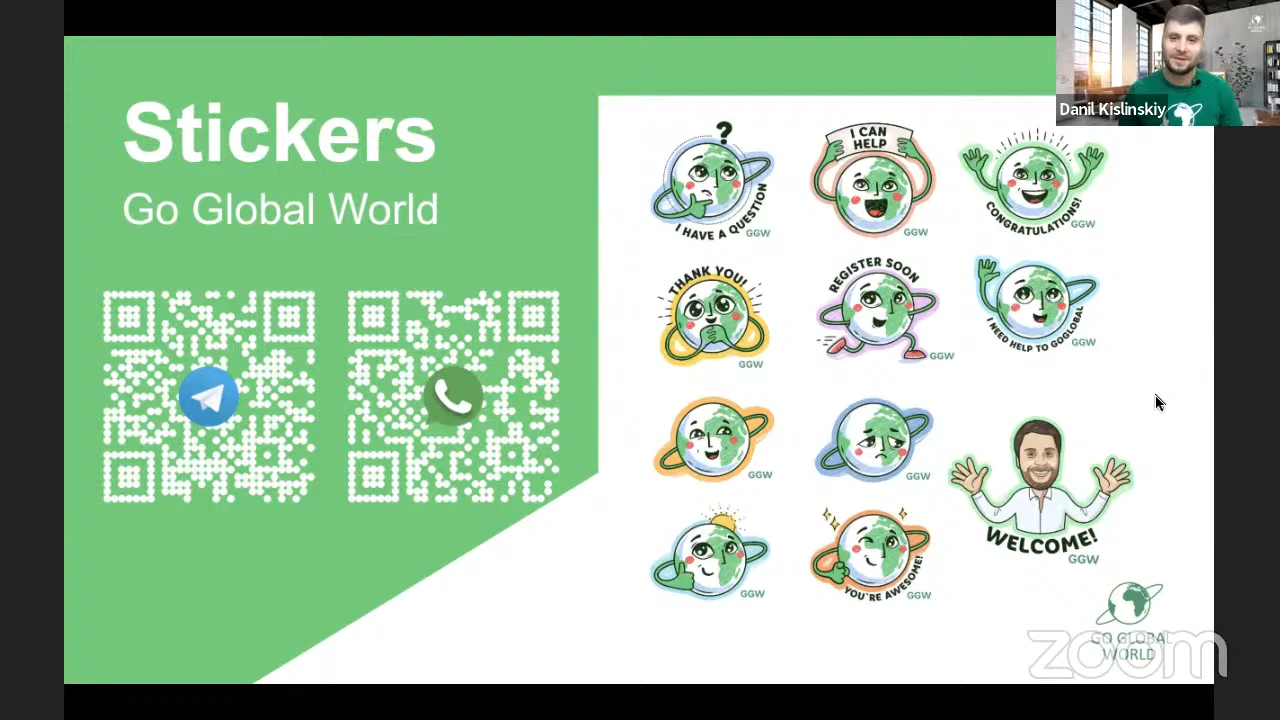 Stickers
Go Global World
Danil Kislinskiy
?
I HAVE A QUESTION
GGW
I CAN
HELP
GGW
CONGRATULATIONS!
GGW
THANK YOU!
GGW
REGISTER SOON
GGW
I NEED HELP TO GOGLOBAL
GGW
GGW
GGW
WELCOME!
GGW
GGW
YOU'RE AWESOME!
GGW
GO GLOBAL
WORLD
zoom